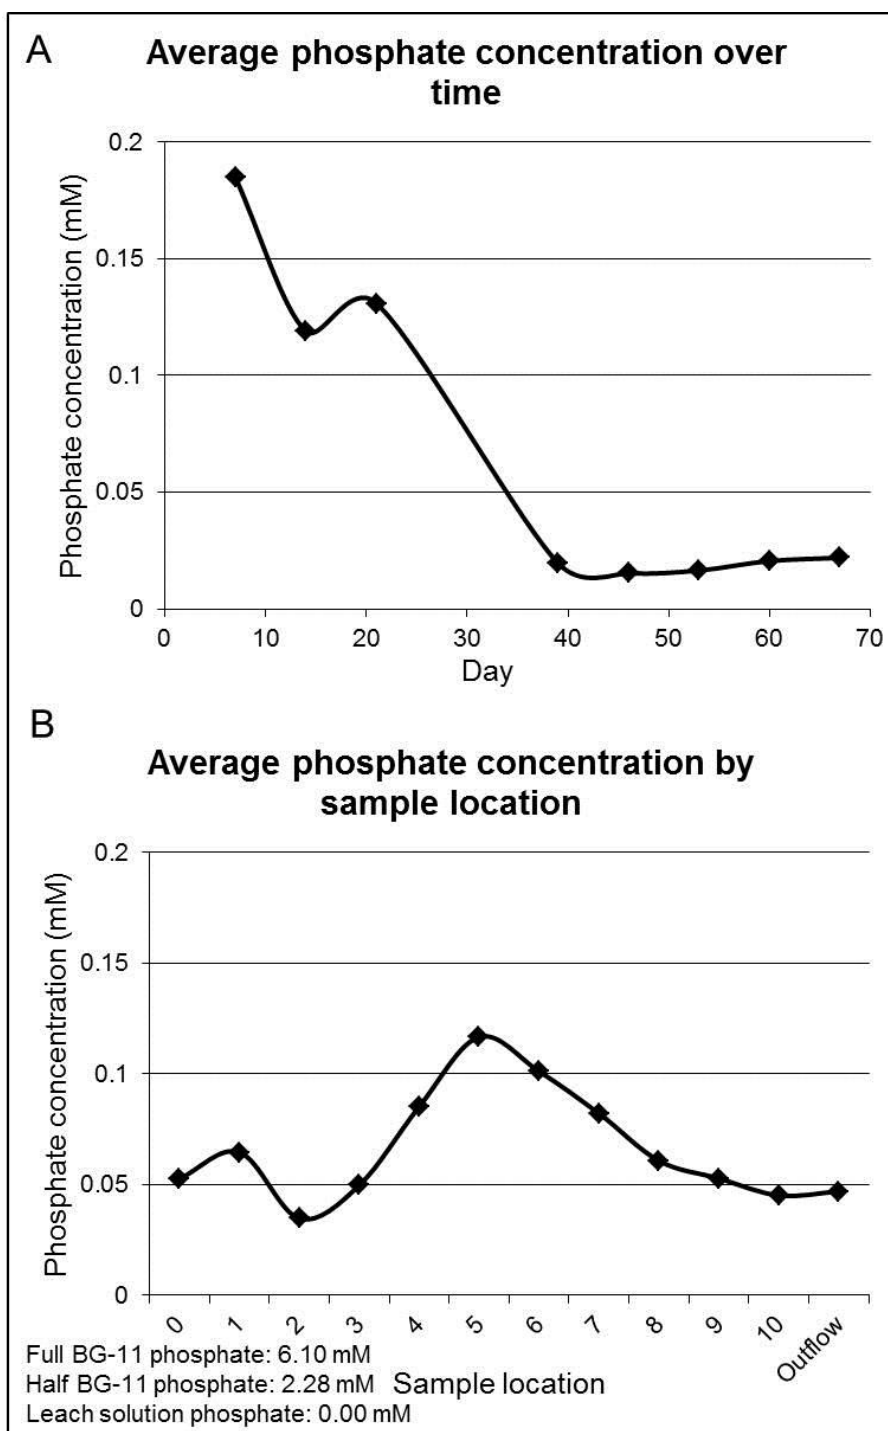 A
Average phosphate concentration over
time
Phosphate concentration (mM)
0.2
0.15
0.1
0.05
0
0 10 20 30 40 50 60 70
Day
B
Average phosphate concentration by
sample location
Phosphate concentration (mM)
0.2
0.15
0.1
0.05
0
0 1 2 3 4 5 6 7 8 9 10 Outflow
Sample location
Full BG-11 phosphate: 6.10 mM
Half BG-11 phosphate: 2.28 mM
Leach solution phosphate: 0.00 mM